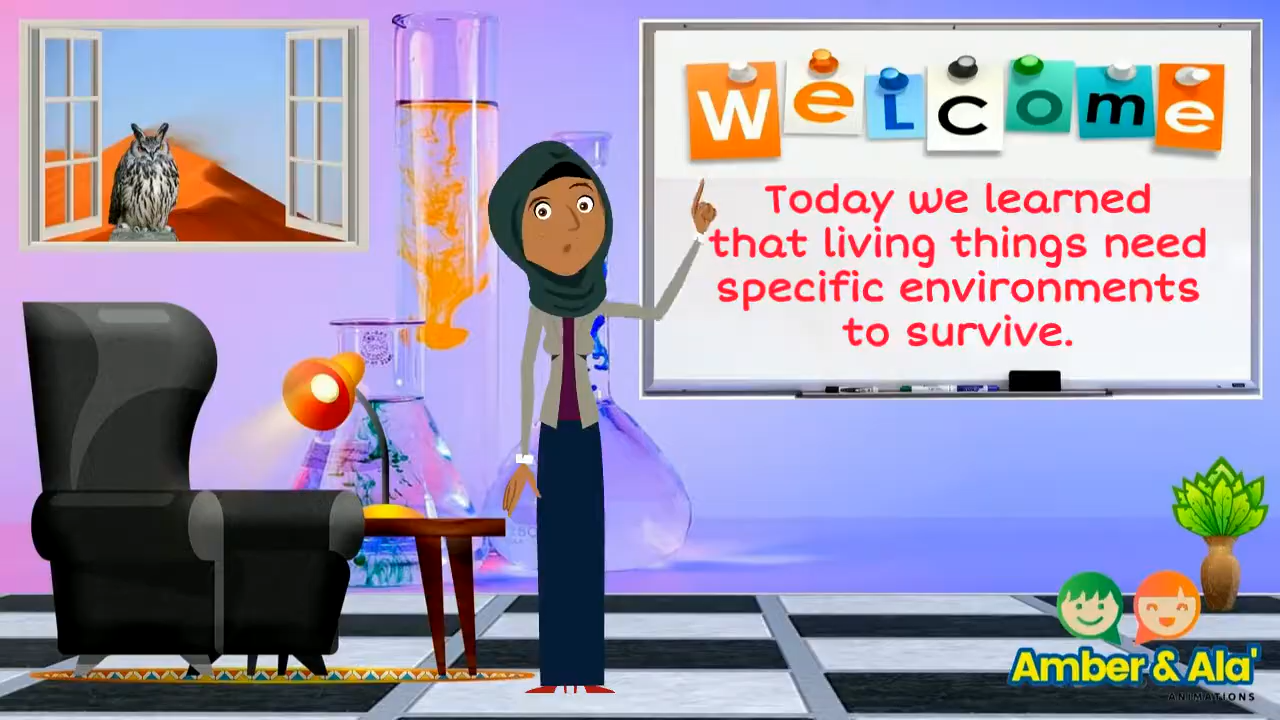 WeLcome
Today we learned
that living things need
specific environments
to survive.
Amber & Ala'
ANIMATIONS